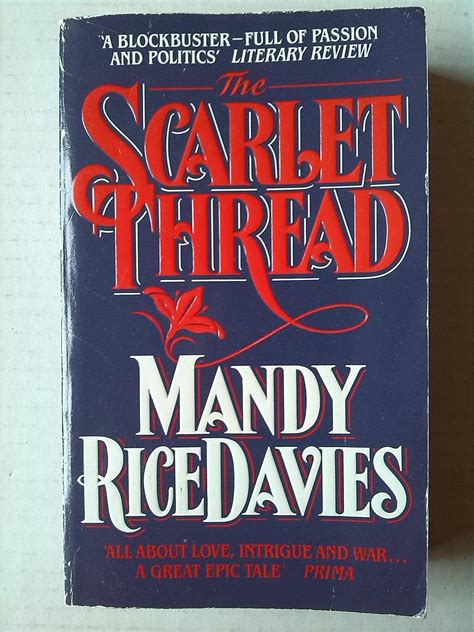 'A BLOCKBUSTER – FULL OF PASSION
AND POLITICS' LITERARY REVIEW
The
SCARLET
THREAD
MANDY
RICE DAVIES
'ALL ABOUT LOVE, INTRIGUE AND WAR...
A GREAT EPIC TALE' PRIMA